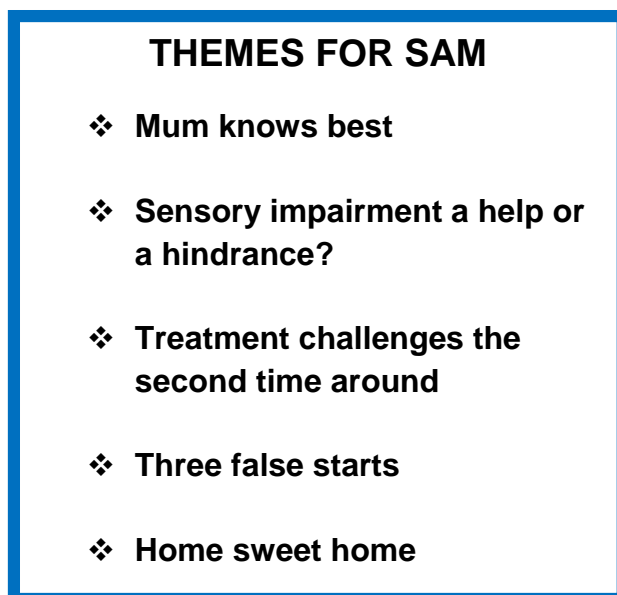 THEMES FOR SAM
❖ Mum knows best
❖ Sensory impairment a help or
a hindrance?
❖ Treatment challenges the
second time around
❖ Three false starts
❖ Home sweet home